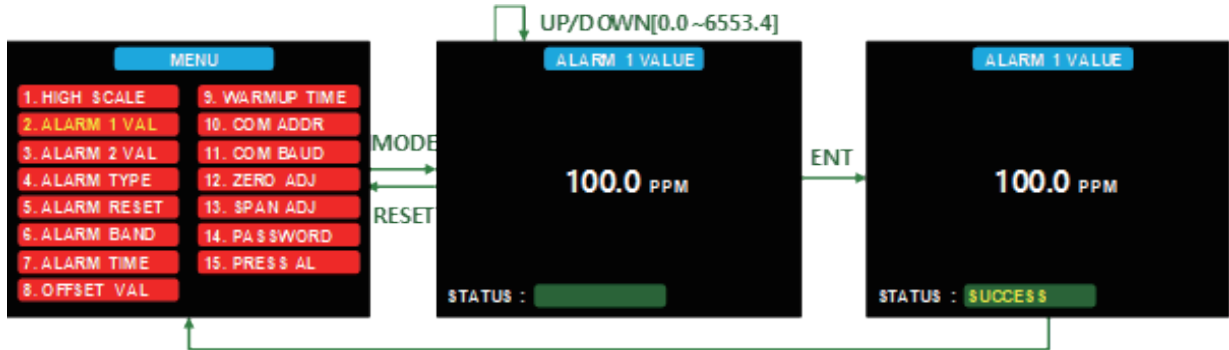 UP/DOWN[0.0~6553.4]
MENU
1. HIGH SCALE
2. ALARM 1 VAL
3. ALARM 2 VAL
4. ALARM TYPE
5. ALARM RESET
6. ALARM BAND
7. ALARM TIME
8. OFFSET VAL
9. WARMUP TIME
10. COM ADDR
11. COM BAUD
12. ZERO ADJ
13. SPAN ADJ
14. PASSWORD
15. PRESS AL
MODE
RESET
ALARM 1 VALUE
100.0 PPM
STATUS :
ENT
ALARM 1 VALUE
100.0 PPM
STATUS : SUCCESS